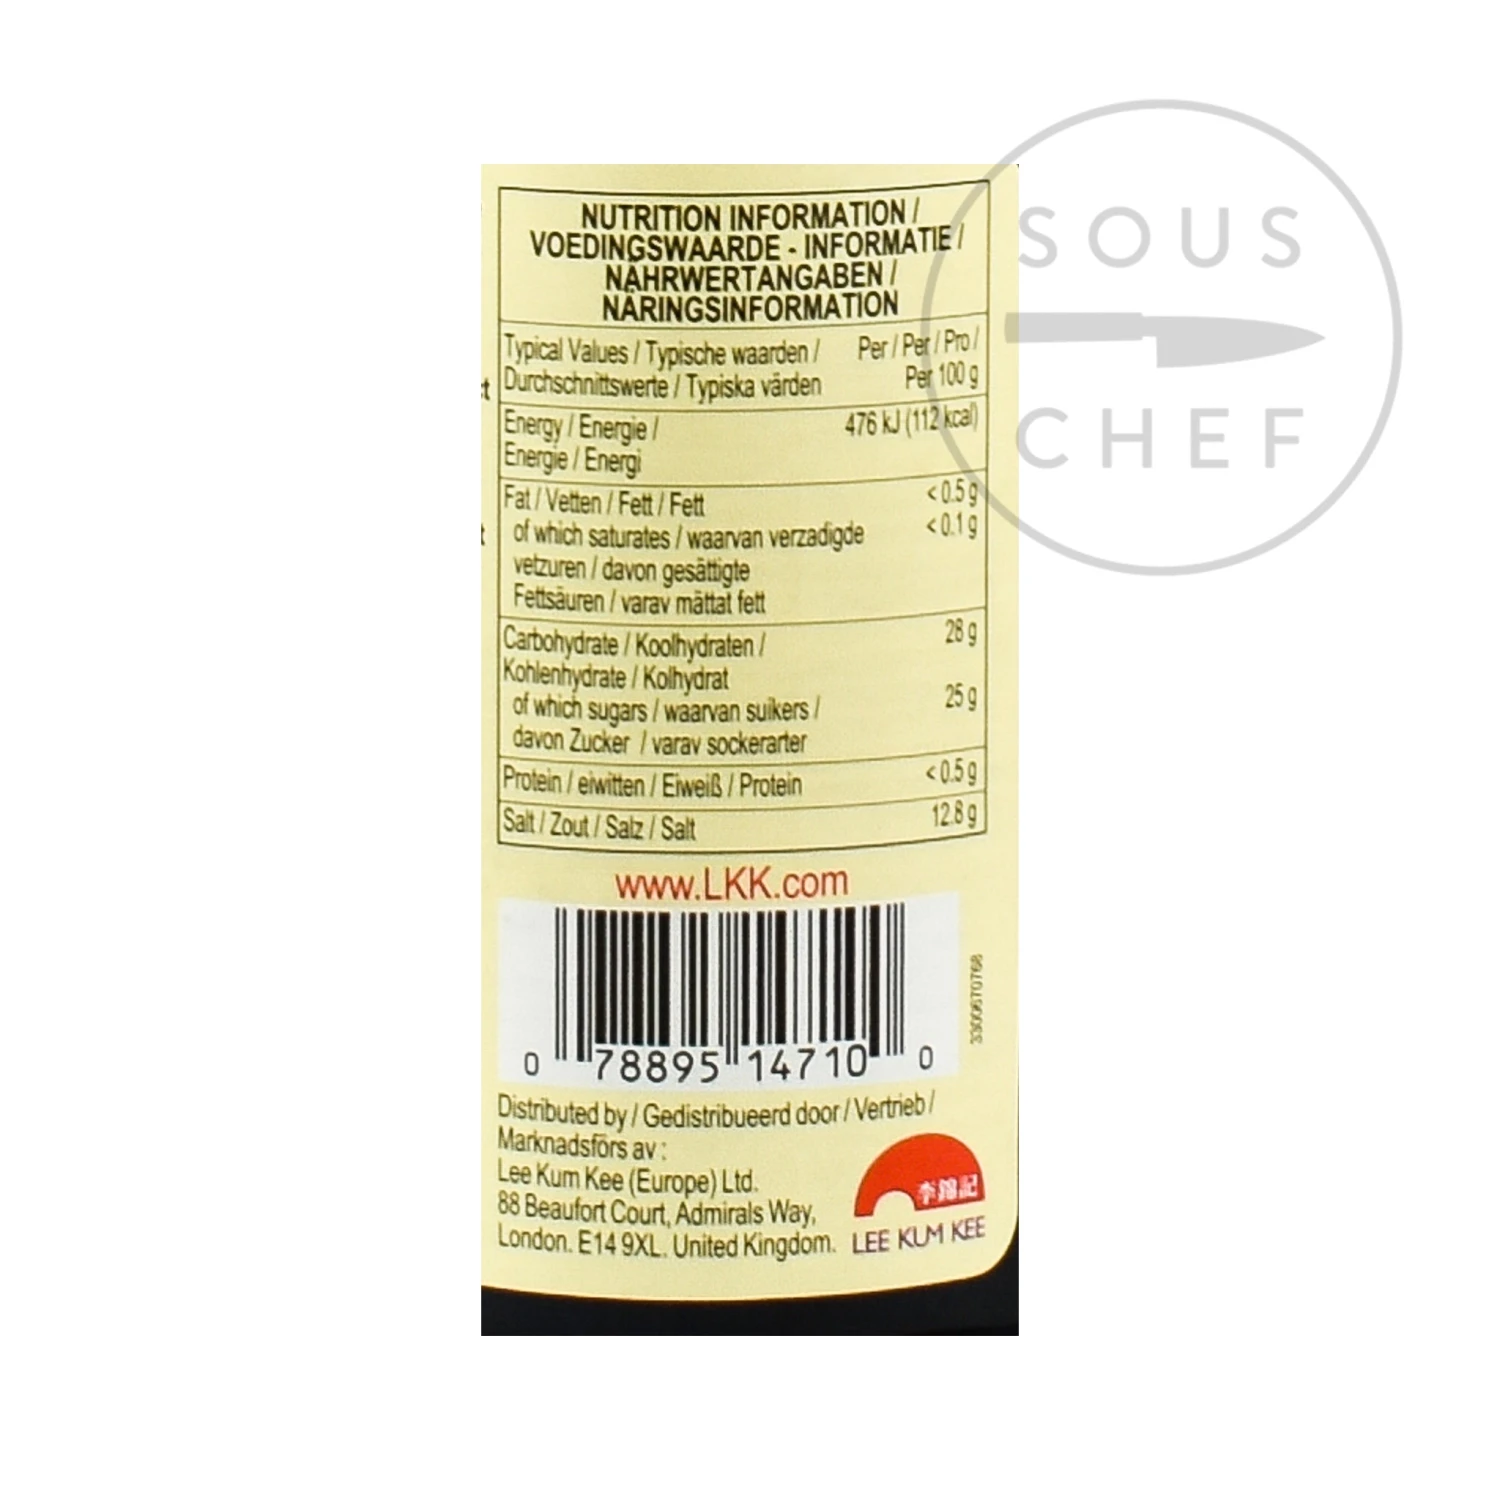 NUTRITION INFORMATION /
VOEDINGSWAARDE - INFORMATIE /
NÄHRWERTANGABEN /
NÄRINGSINFORMATION
Typical Values / Typische waarden / Per / Per / Pro /
Durchschnittswerte / Typiska värden Per 100 g
Energy / Energie / 476 kJ (112 kcal)
Energie / Energi
Fat / Vetten / Fett / Fett <0.5 g
of which saturates / waarvan verzadigde <0.1 g
vetzuren / davon gesättigte
Fettsäuren / varav mättat fett
Carbohydrate / Koolhydraten / 28 g
Kohlenhydrate / Kolhydrat
of which sugars / waarvan suikers / 25 g
davon Zucker / varav sockerarter
Protein / eiwitten / Eiweiß / Protein <0.5 g
Salt / Zout / Salz / Salt 12.8 g
www.LKK.com
0 78895 14710 0
3300670768
Distributed by / Gedistribueerd door / Vertrieb /
Marknadsförs av :
Lee Kum Kee (Europe) Ltd.
88 Beaufort Court, Admirals Way,
London. E14 9XL. United Kingdom.
李錦記
LEE KUM KEE
SOUS
CHEF